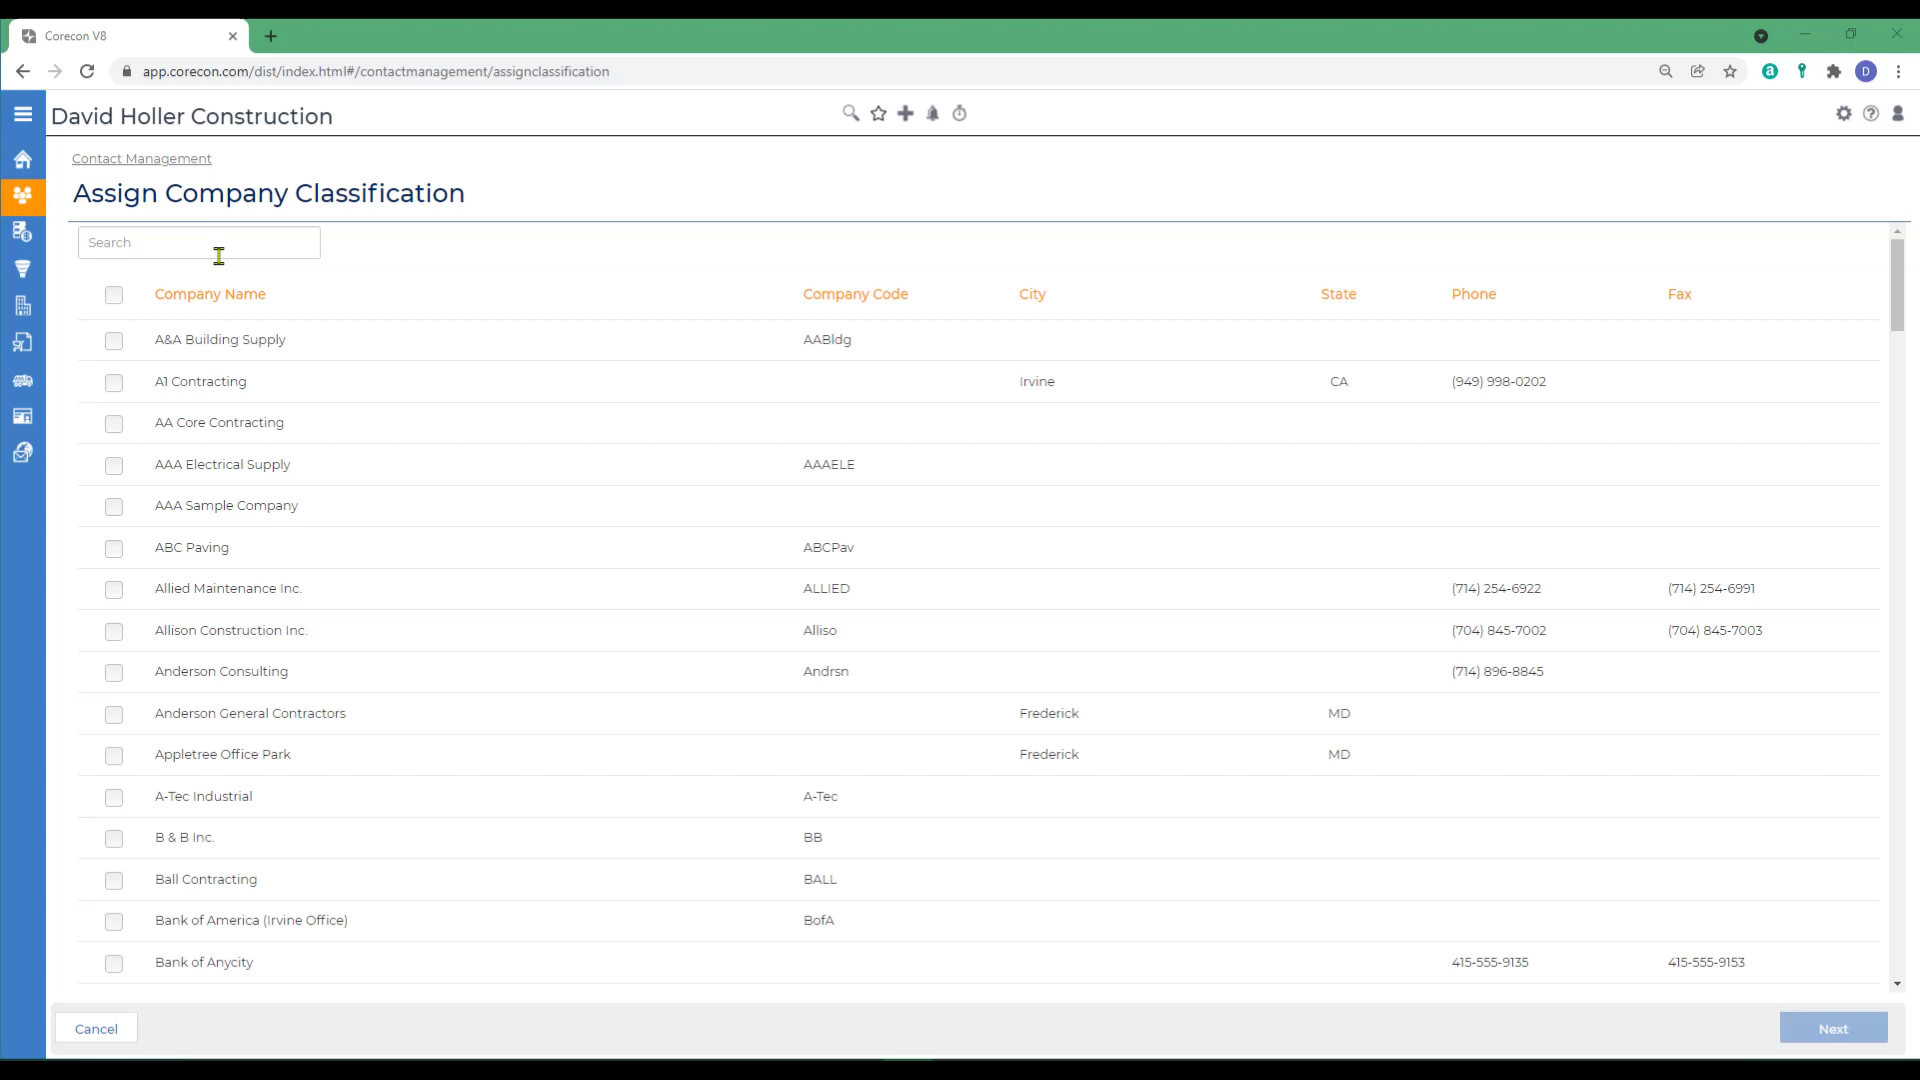 Corecon V8
app.corecon.com/dist/index.html#/contactmanagement/assignclassification
D
David Holler Construction
Contact Management
Assign Company Classification
Search
Company Name Company Code City State Phone Fax
A&A Building Supply AABldg
A1 Contracting Irvine CA (949) 998-0202
AA Core Contracting
AAA Electrical Supply AAAELE
AAA Sample Company
ABC Paving ABCPav
Allied Maintenance Inc. ALLIED (714) 254-6922 (714) 254-6991
Allison Construction Inc. Alliso (704) 845-7002 (704) 845-7003
Anderson Consulting Andrsn (714) 896-8845
Anderson General Contractors Frederick MD
Appletree Office Park Frederick MD
A-Tec Industrial A-Tec
B & B Inc. BB
Ball Contracting BALL
Bank of America (Irvine Office) BofA
Bank of Anycity 415-555-9135 415-555-9153
Cancel Next